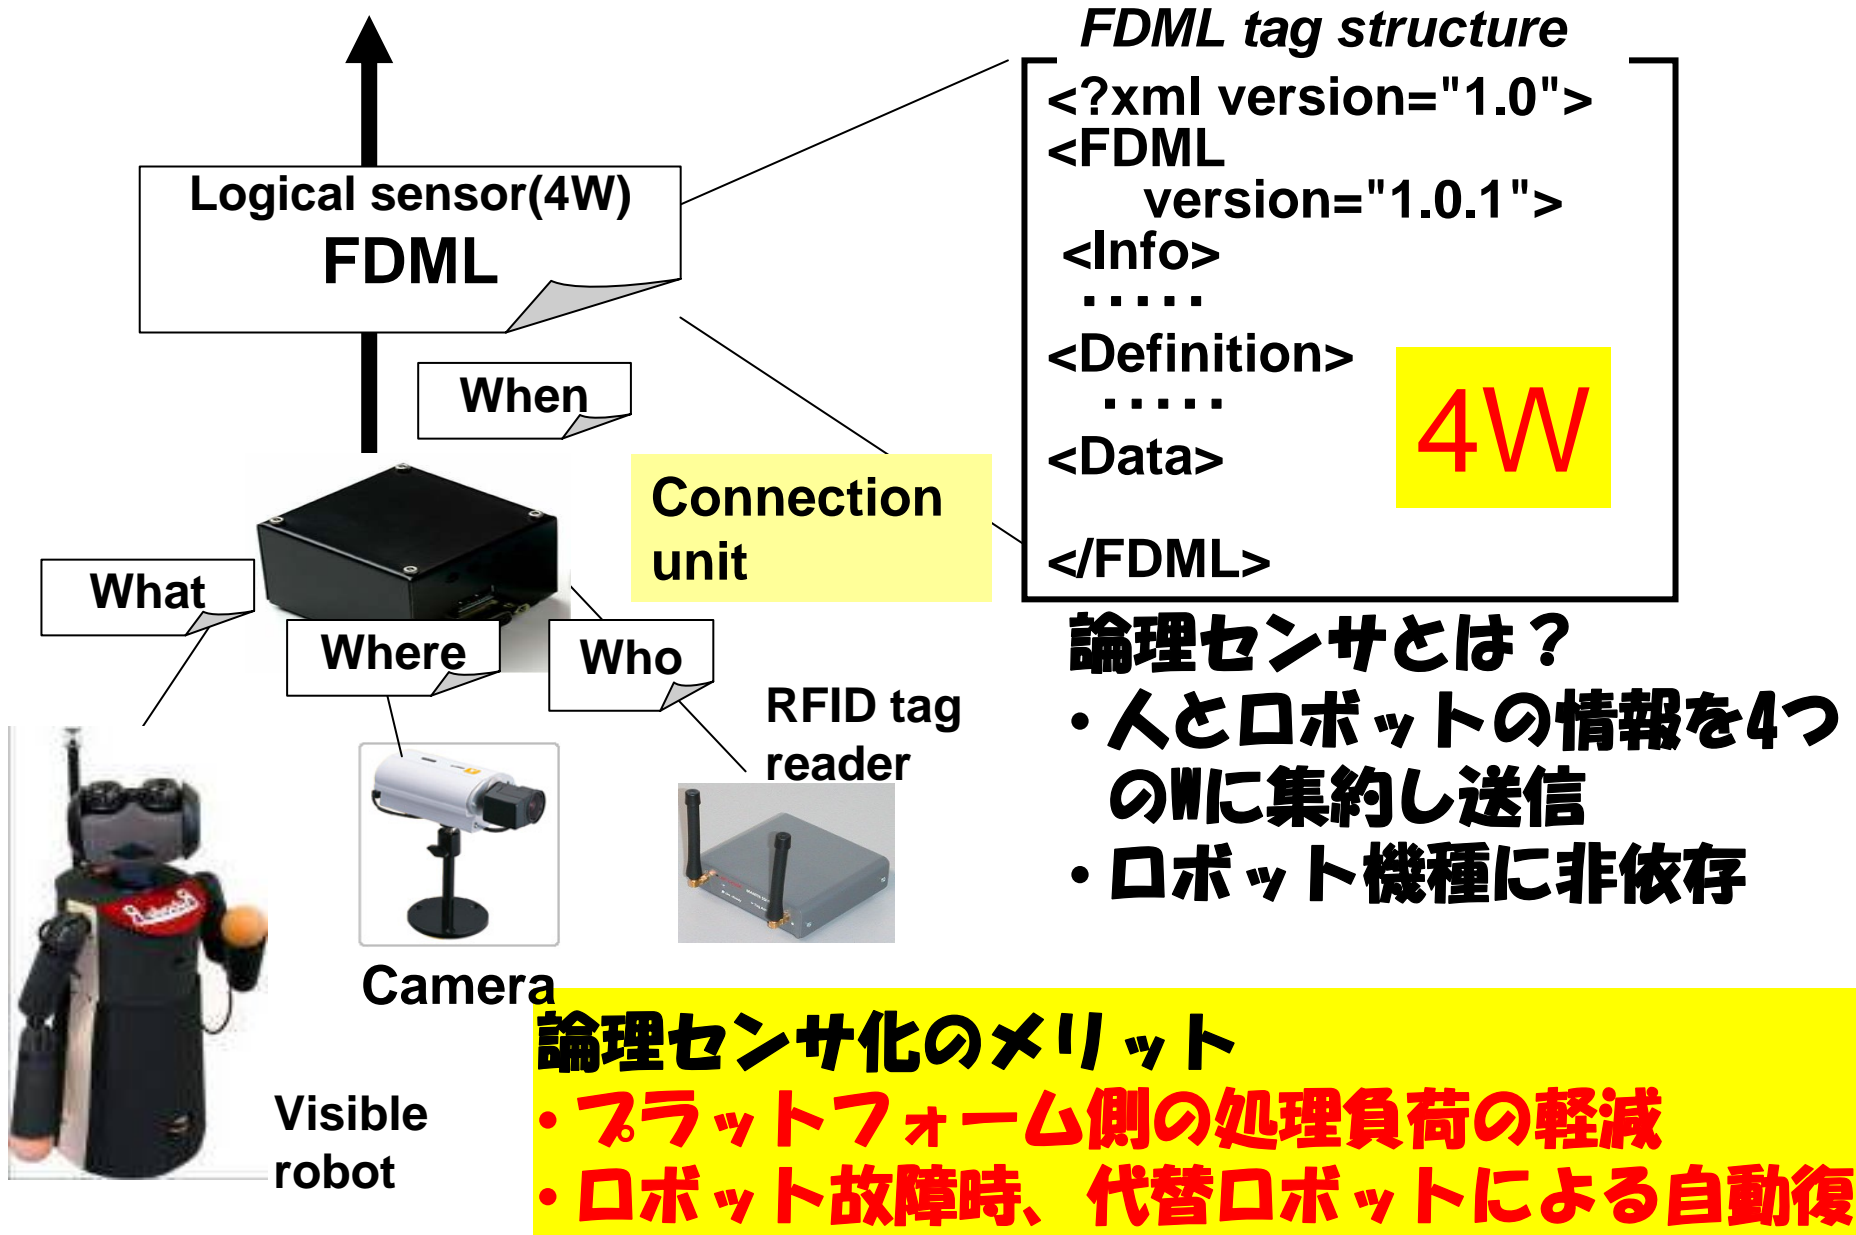 FDML tag structure
<?xml version="1.0">
<FDML
version="1.0.1">
<Info>
.....
<Definition>
.....
<Data>
</FDML>
4W
Logical sensor(4W)
FDML
When
Connection
unit
What
Where
Who
RFID tag
reader
Camera
Visible
robot
論理センサとは？
・人とロボットの情報を4つ
のWに集約し送信
・ロボット機種に非依存
論理センサ化のメリット
・プラットフォーム側の処理負荷の軽減
・ロボット故障時、代替ロボットによる自動復